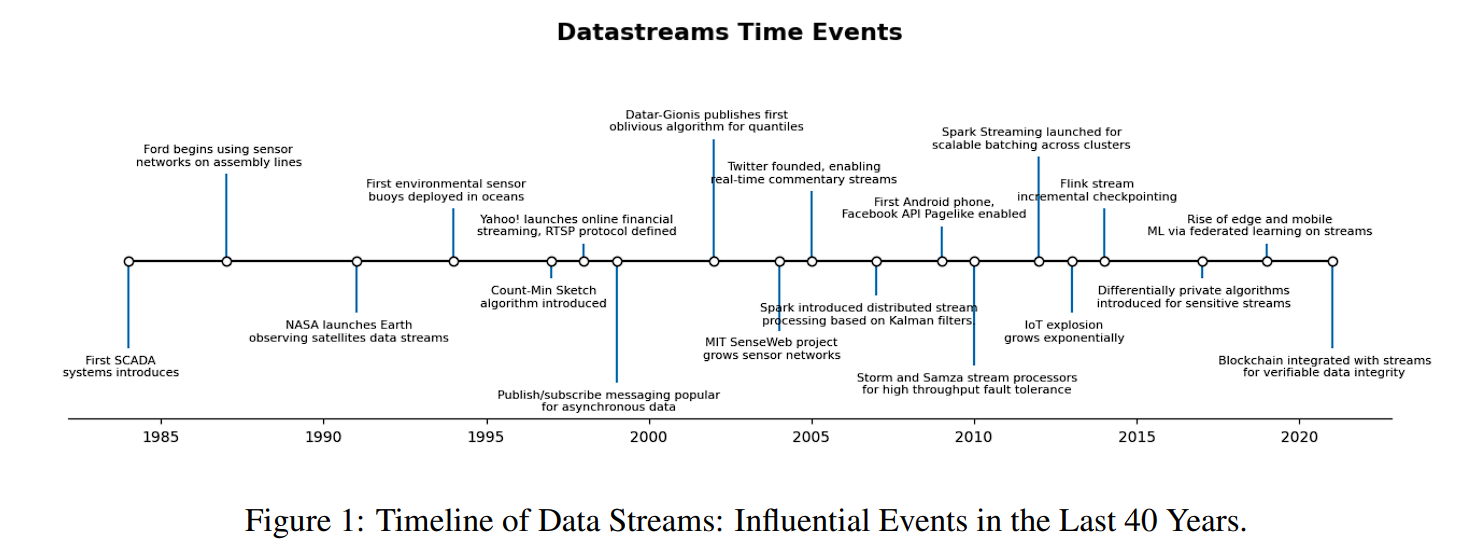 Datastreams Time Events
Datar-Gionis publishes first
oblivious algorithm for quantiles
Spark Streaming launched for
scalable batching across clusters
Ford begins using sensor
networks on assembly lines
Twitter founded, enabling
real-time commentary streams
First environmental sensor
buoys deployed in oceans
Flink stream
incremental checkpointing
First Android phone,
Facebook API Pagelike enabled
Yahoo! launches online financial
streaming, RTSP protocol defined
Rise of edge and mobile
ML via federated learning on streams
Count-Min Sketch
algorithm introduced
Differentially private algorithms
introduced for sensitive streams
Spark introduced distributed stream
processing based on Kalman filters.
NASA launches Earth
observing satellites data streams
IoT explosion
grows exponentially
MIT SenseWeb project
grows sensor networks
First SCADA
systems introduces
Blockchain integrated with streams
for verifiable data integrity
Storm and Samza stream processors
for high throughput fault tolerance
Publish/subscribe messaging popular
for asynchronous data
1985 1990 1995 2000 2005 2010 2015 2020
Figure 1: Timeline of Data Streams: Influential Events in the Last 40 Years.